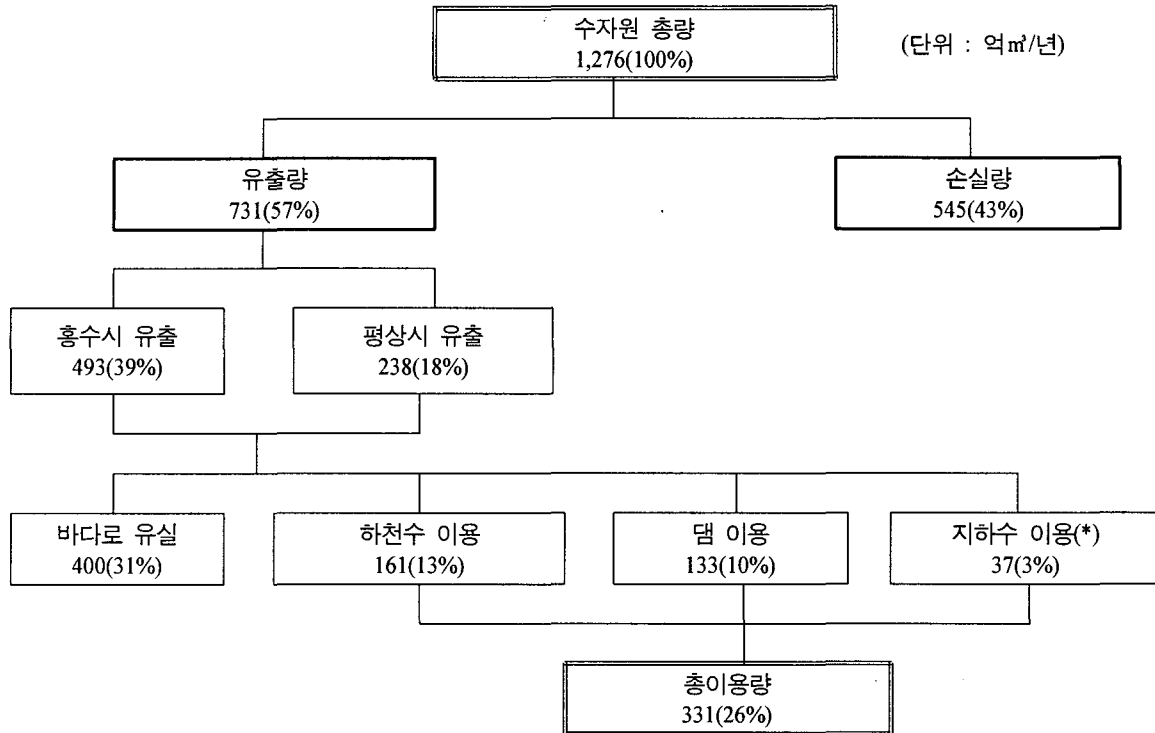 수자원 총량
1,276(100%)
(단위 : 억㎥/년)
유출량
731(57%)
손실량
545(43%)
홍수시 유출
493(39%)
평상시 유출
238(18%)
바다로 유실
400(31%)
하천수 이용
161(13%)
댐 이용
133(10%)
지하수 이용(*)
37(3%)
총이용량
331(26%)